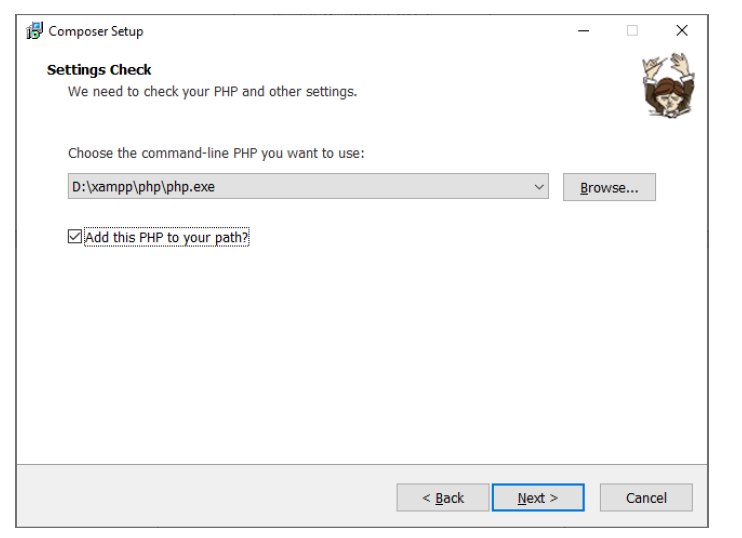 Composer Setup
Settings Check
We need to check your PHP and other settings.
Choose the command-line PHP you want to use:
D:\xampp\php\php.exe
Browse...
Add this PHP to your path?
< Back
Next >
Cancel